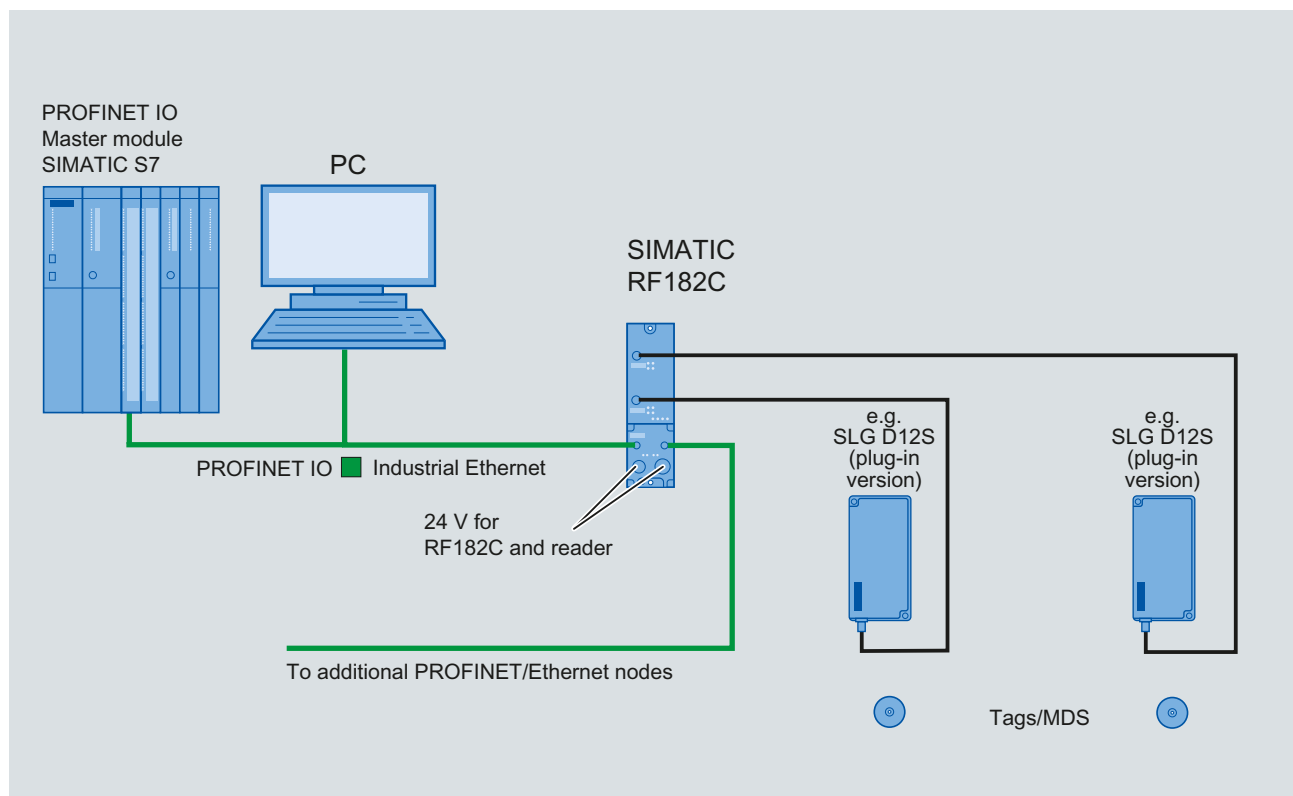 PROFINET IO
Master module
SIMATIC S7
PC
SIMATIC
RF182C
PROFINET IO Industrial Ethernet
24 V for
RF182C and reader
e.g.
SLG D12S
(plug-in
version)
e.g.
SLG D12S
(plug-in
version)
To additional PROFINET/Ethernet nodes
Tags/MDS